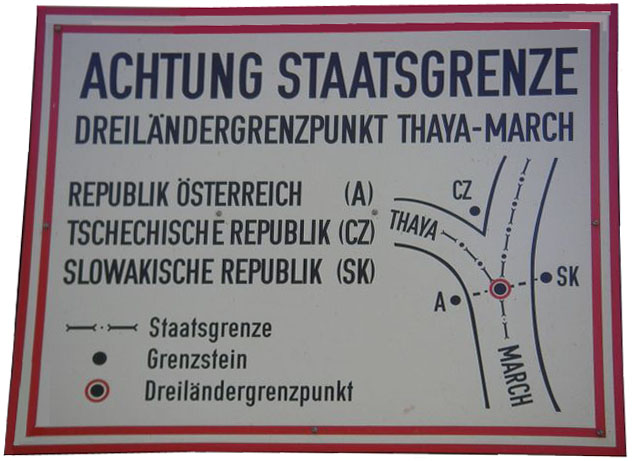 ACHTUNG STAATSGRENZE
DREILÄNDERGRENZPUNKT THAYA-MARCH
REPUBLIK ÖSTERREICH (A)
TSCHECHISCHE REPUBLIK (CZ)
SLOWAKISCHE REPUBLIK (SK)
Staatsgrenze
Grenzstein
Dreiländergrenzpunkt
CZ
THAYA
SK
A
MARCH